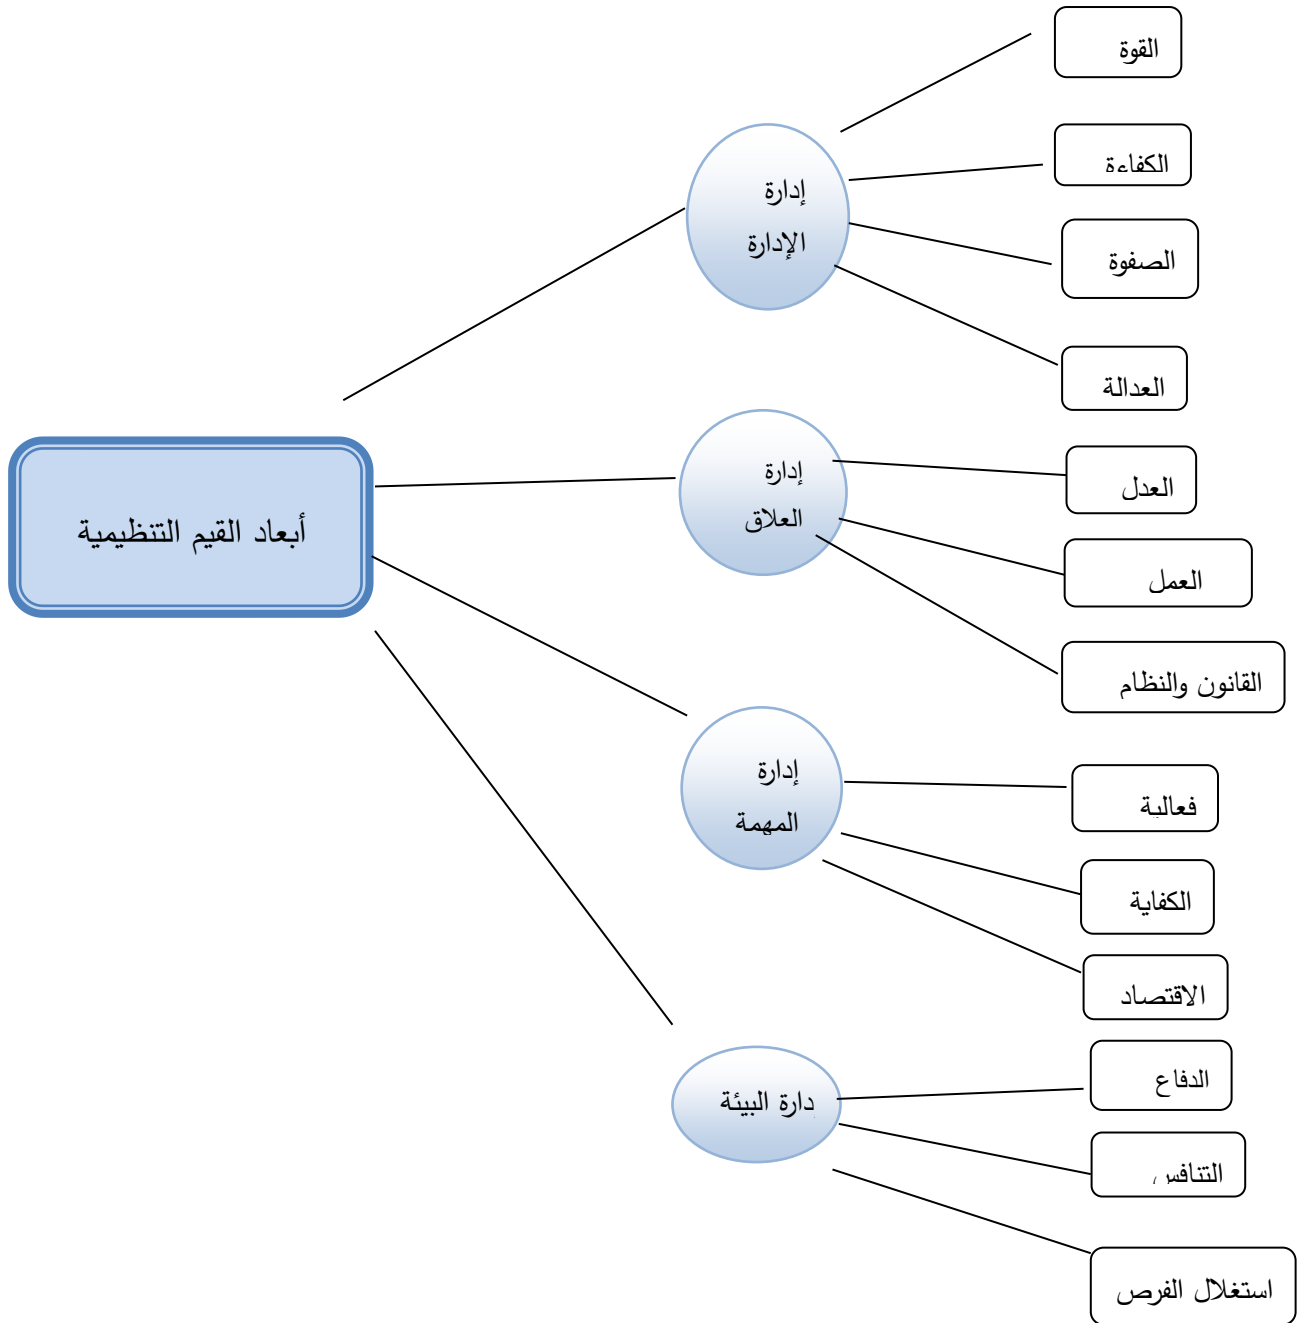 أبعاد القيم التنظيمية
إدارة
الإدارة
القوة
الكفاءة
الصفوة
العدالة
إدارة
العلاق
العدل
العمل
القانون والنظام
إدارة
المهمة
فعالية
الكفاية
الاقتصاد
دارة البيئة
الدفاع
التنافس
استغلال الفرص